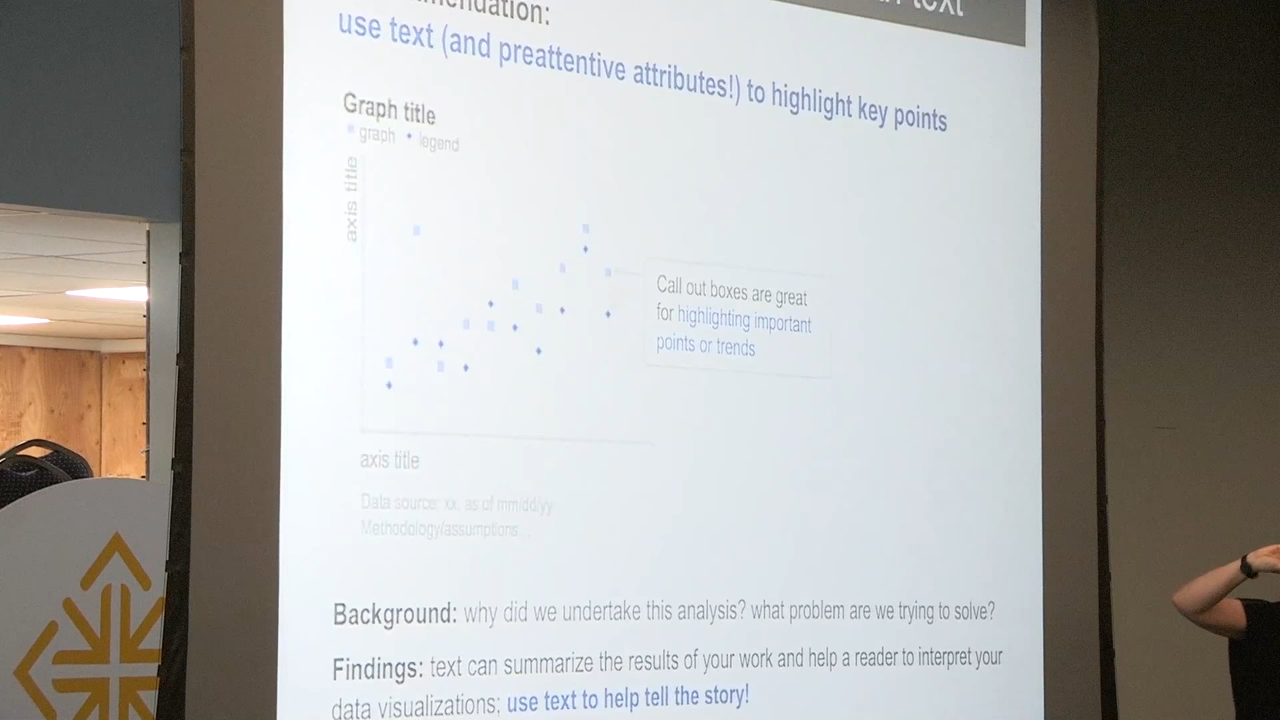 text
use text (and preattentive attributes!) to highlight key points
Graph title
graph legend
axis title
Call out boxes are great
for highlighting important
points or trends
axis title
Data source: xx, as of mm/dd/yy
Methodology/assumptions...
Background: why did we undertake this analysis? what problem are we trying to solve?
Findings: text can summarize the results of your work and help a reader to interpret your
data visualizations; use text to help tell the story!